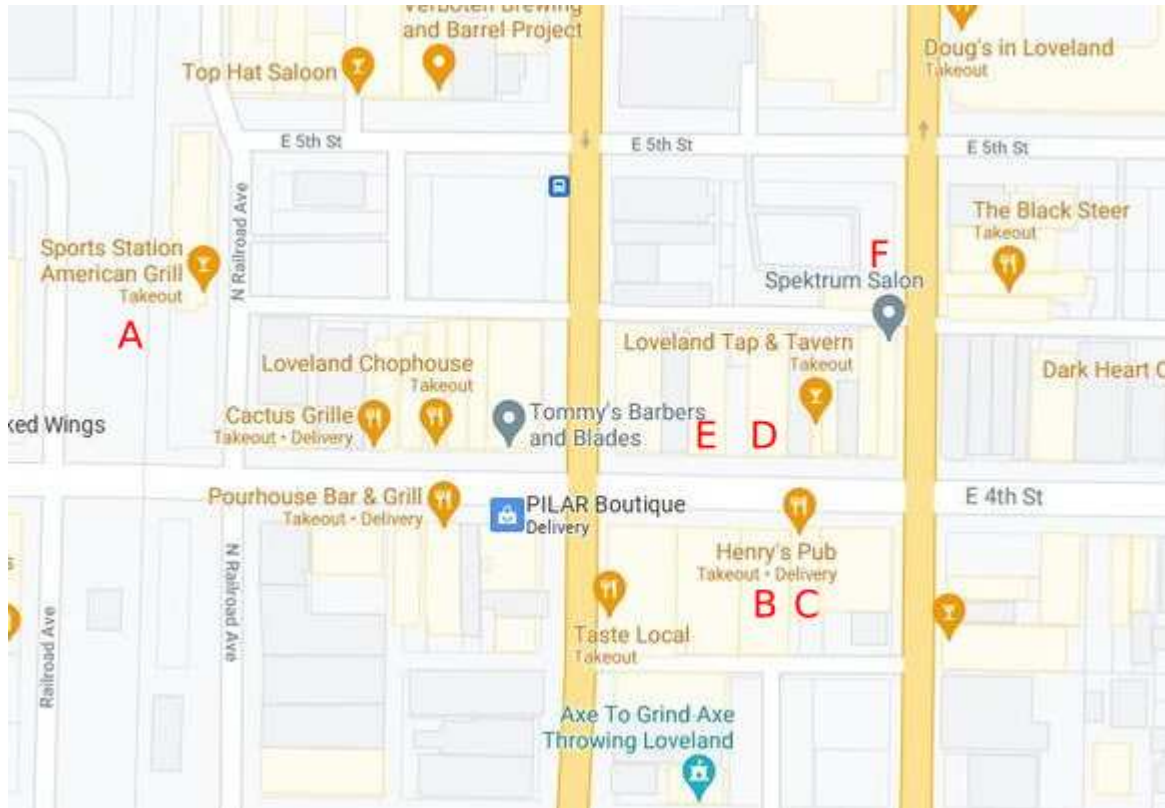 Verboten Brewing
and Barrel Project
Top Hat Saloon
Doug's in Loveland
Takeout
E 5th St
E 5th St
E 5th St
N Railroad Ave
The Black Steer
Takeout
Sports Station
American Grill
Takeout
F
Spektrum Salon
A
Loveland Tap & Tavern
Takeout
Loveland Chophouse
Takeout
Dark Heart C
Cactus Grille
Takeout • Delivery
Tommy's Barbers
and Blades
E D
ked Wings
Pourhouse Bar & Grill
Takeout • Delivery
PILAR Boutique
Delivery
E 4th St
Henry's Pub
Takeout • Delivery
B C
N Railroad Ave
Railroad Ave
Taste Local
Takeout
Axe To Grind Axe
Throwing Loveland